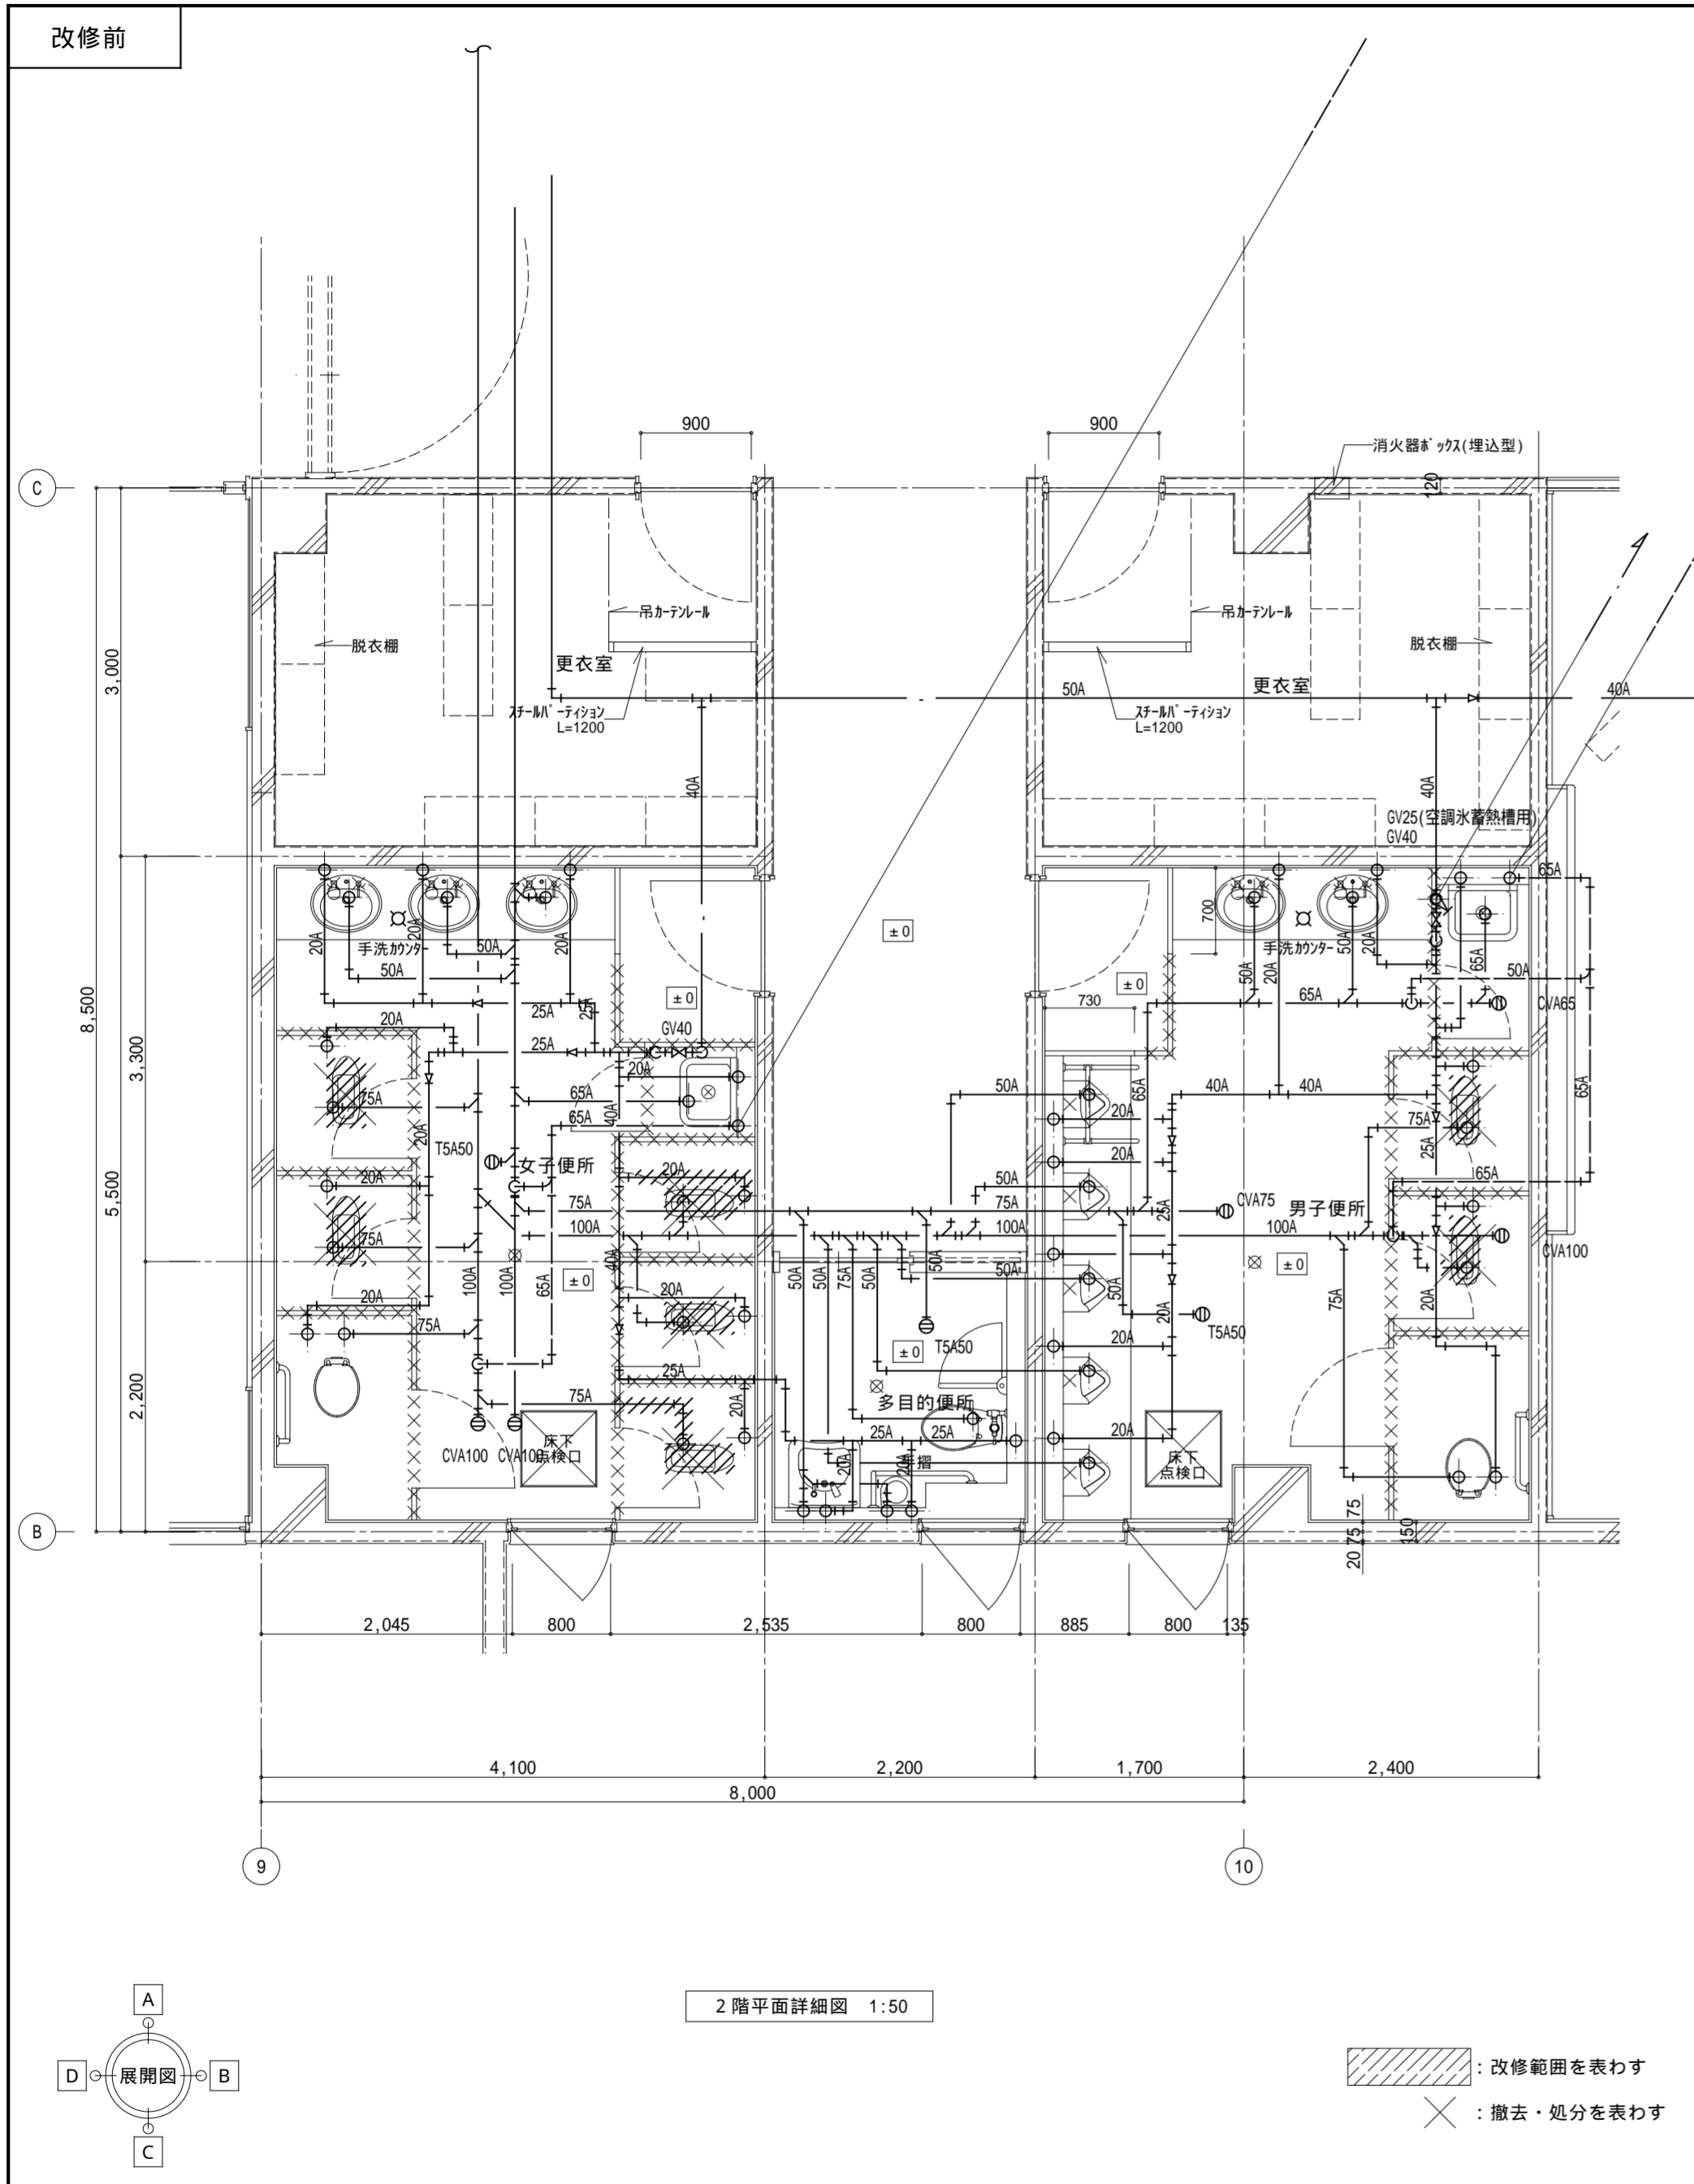 改修前
900
900
消火器ﾎﾞｯｸｽ(埋込型)
C
120
吊ｶｰﾃﾝﾚｰﾙ
吊ｶｰﾃﾝﾚｰﾙ
脱衣棚
脱衣棚
3,000
更衣室
更衣室
50A
40A
ｽﾁｰﾙﾊﾟｰﾃｨｼｮﾝ
L=1200
ｽﾁｰﾙﾊﾟｰﾃｨｼｮﾝ
L=1200
40A
40A
GV25(空調氷蓄熱槽用)
GV40
65A
700
20A
20A
20A
手洗ｶｳﾝﾀｰ
50A
50A
±0
手洗ｶｳﾝﾀｰ
50A
20A
50A
20A
65A
50A
±0
±0
730
65A
CVA65
8,500
25A
25A
20A
GV40
25A
20A
3,300
65A
65A
40A
75A
20A
50A
65A
20A
40A
40A
75A
25A
65A
5,500
T5A50
女子便所
20A
20A
50A
20A
65A
75A
75A
CVA75
男子便所
25A
100A
100A
100A
CVA100
75A
40A
50A
50A
±0
50A
75A
50A
50A
50A
20A
±0
100A
100A
65A
20A
20A
75A
20A
75A
T5A50
±0
T5A50
20A
25A
2,200
75A
20A
多目的便所
25A
25A
20A
CVA100
CVA100
床下
点検口
20A
20A
手摺
床下
点検口
B
75
75
20
150
2,045
800
2,535
800
885
800
135
4,100
2,200
1,700
2,400
8,000
9
10
A
D
展開図
B
C
2階平面詳細図 1:50
:改修範囲を表わす
:撤去・処分を表わす